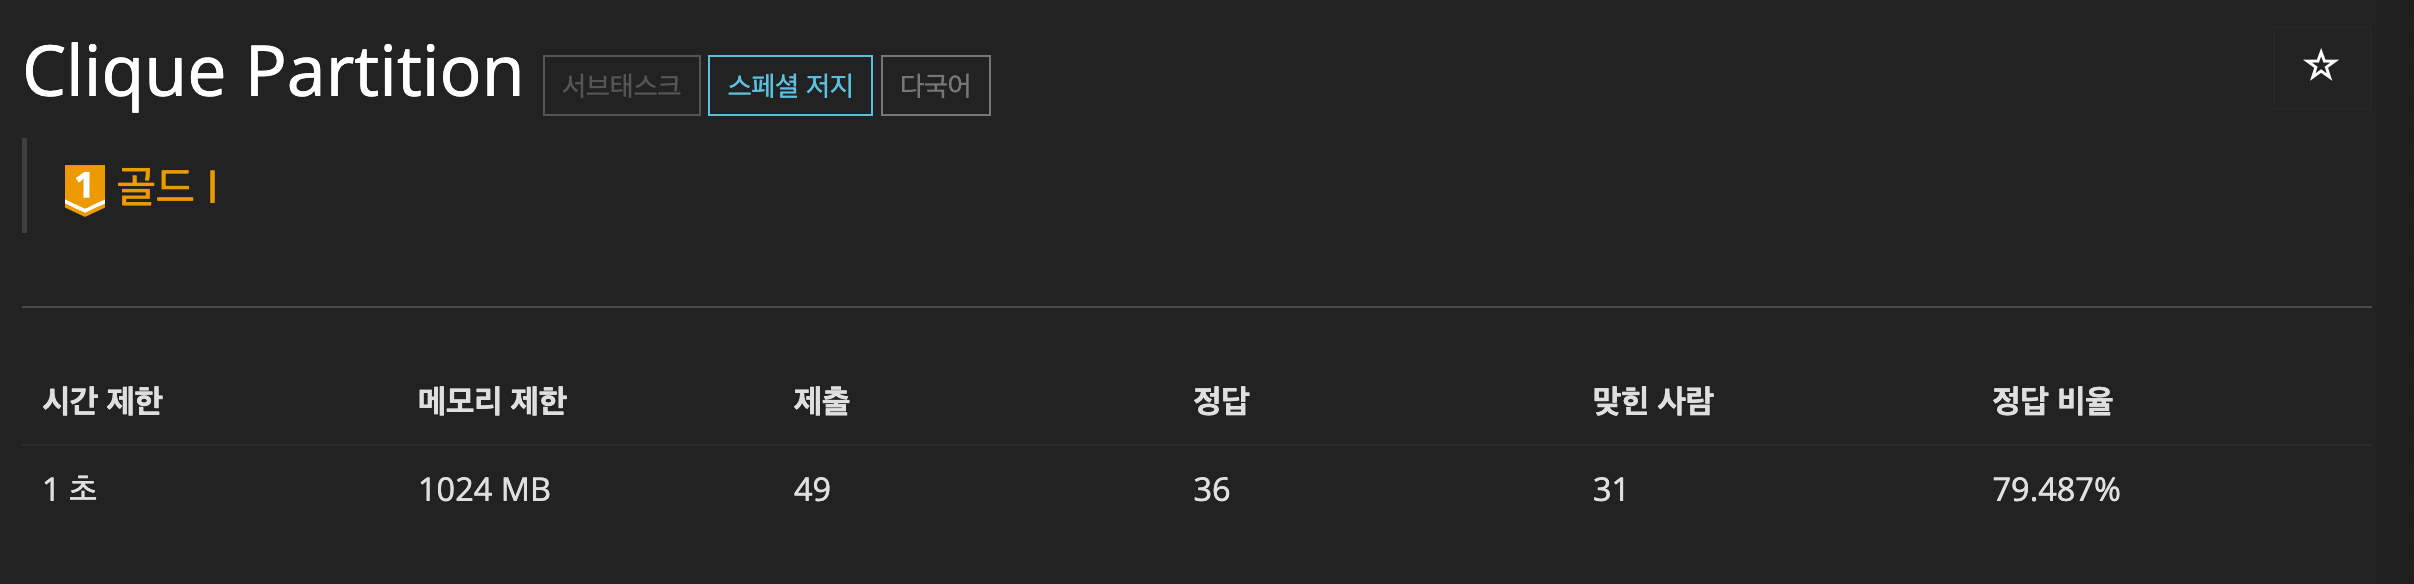 Clique Partition 서브태스크 스페셜 저지 다국어
1 골드 I
시간 제한 메모리 제한 제출 정답 맞힌 사람 정답 비율
1 초 1024 MB 49 36 31 79.487%